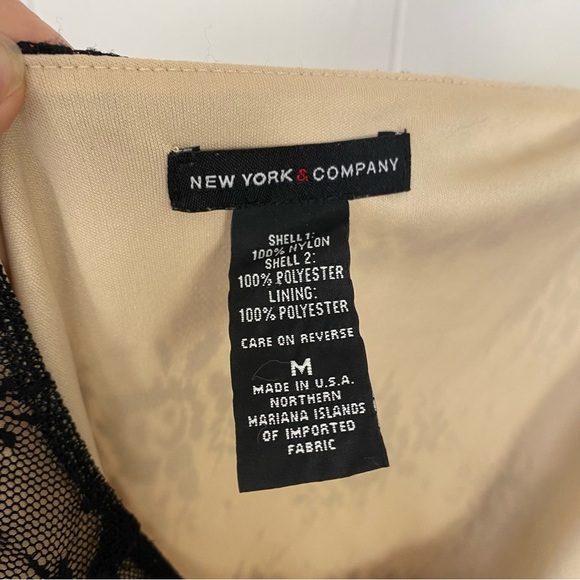 NEW YORK & COMPANY
SHELL 1:
100% NYLON
SHELL 2:
100% POLYESTER
LINING:
100% POLYESTER
CARE ON REVERSE
M
MADE IN U.S.A.
NORTHERN
MARIANA ISLANDS
OF IMPORTED
FABRIC